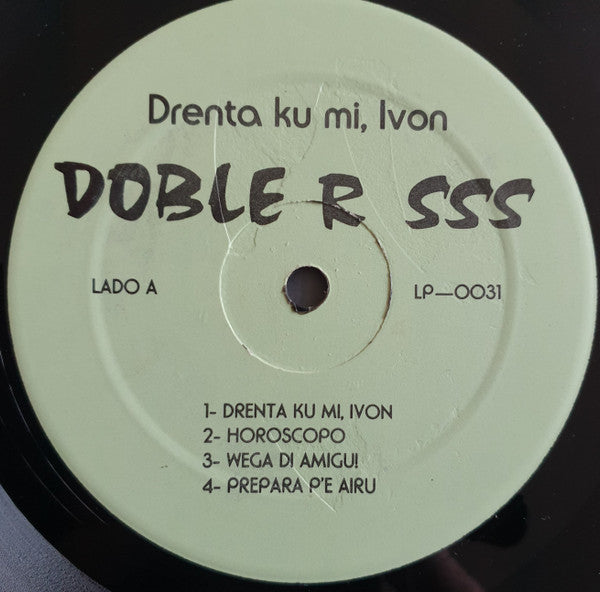 Drenta ku mi, Ivon
DOBLE R SSS
LADO A
LP—0031
1- DRENTA KU MI, IVON
2- HOROSCOPO
3- WEGA DI AMIGU!
4- PREPARA P'E AIRU